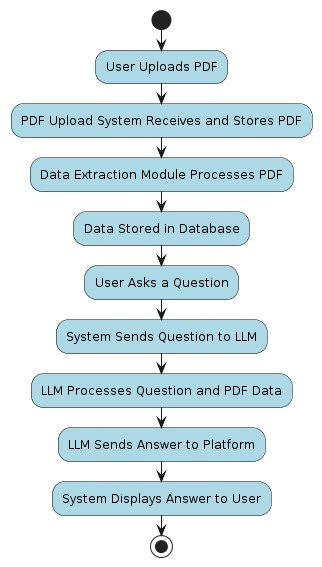 User Uploads PDF
PDF Upload System Receives and Stores PDF
Data Extraction Module Processes PDF
Data Stored in Database
User Asks a Question
System Sends Question to LLM
LLM Processes Question and PDF Data
LLM Sends Answer to Platform
System Displays Answer to User